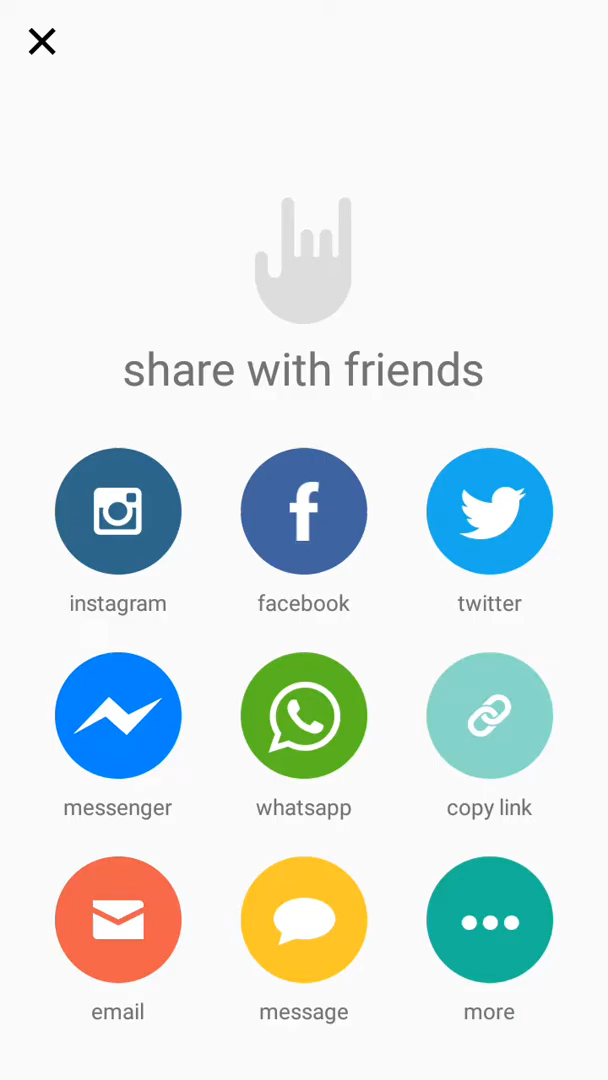 share with friends
instagram
facebook
twitter
messenger
whatsapp
copy link
email
message
more